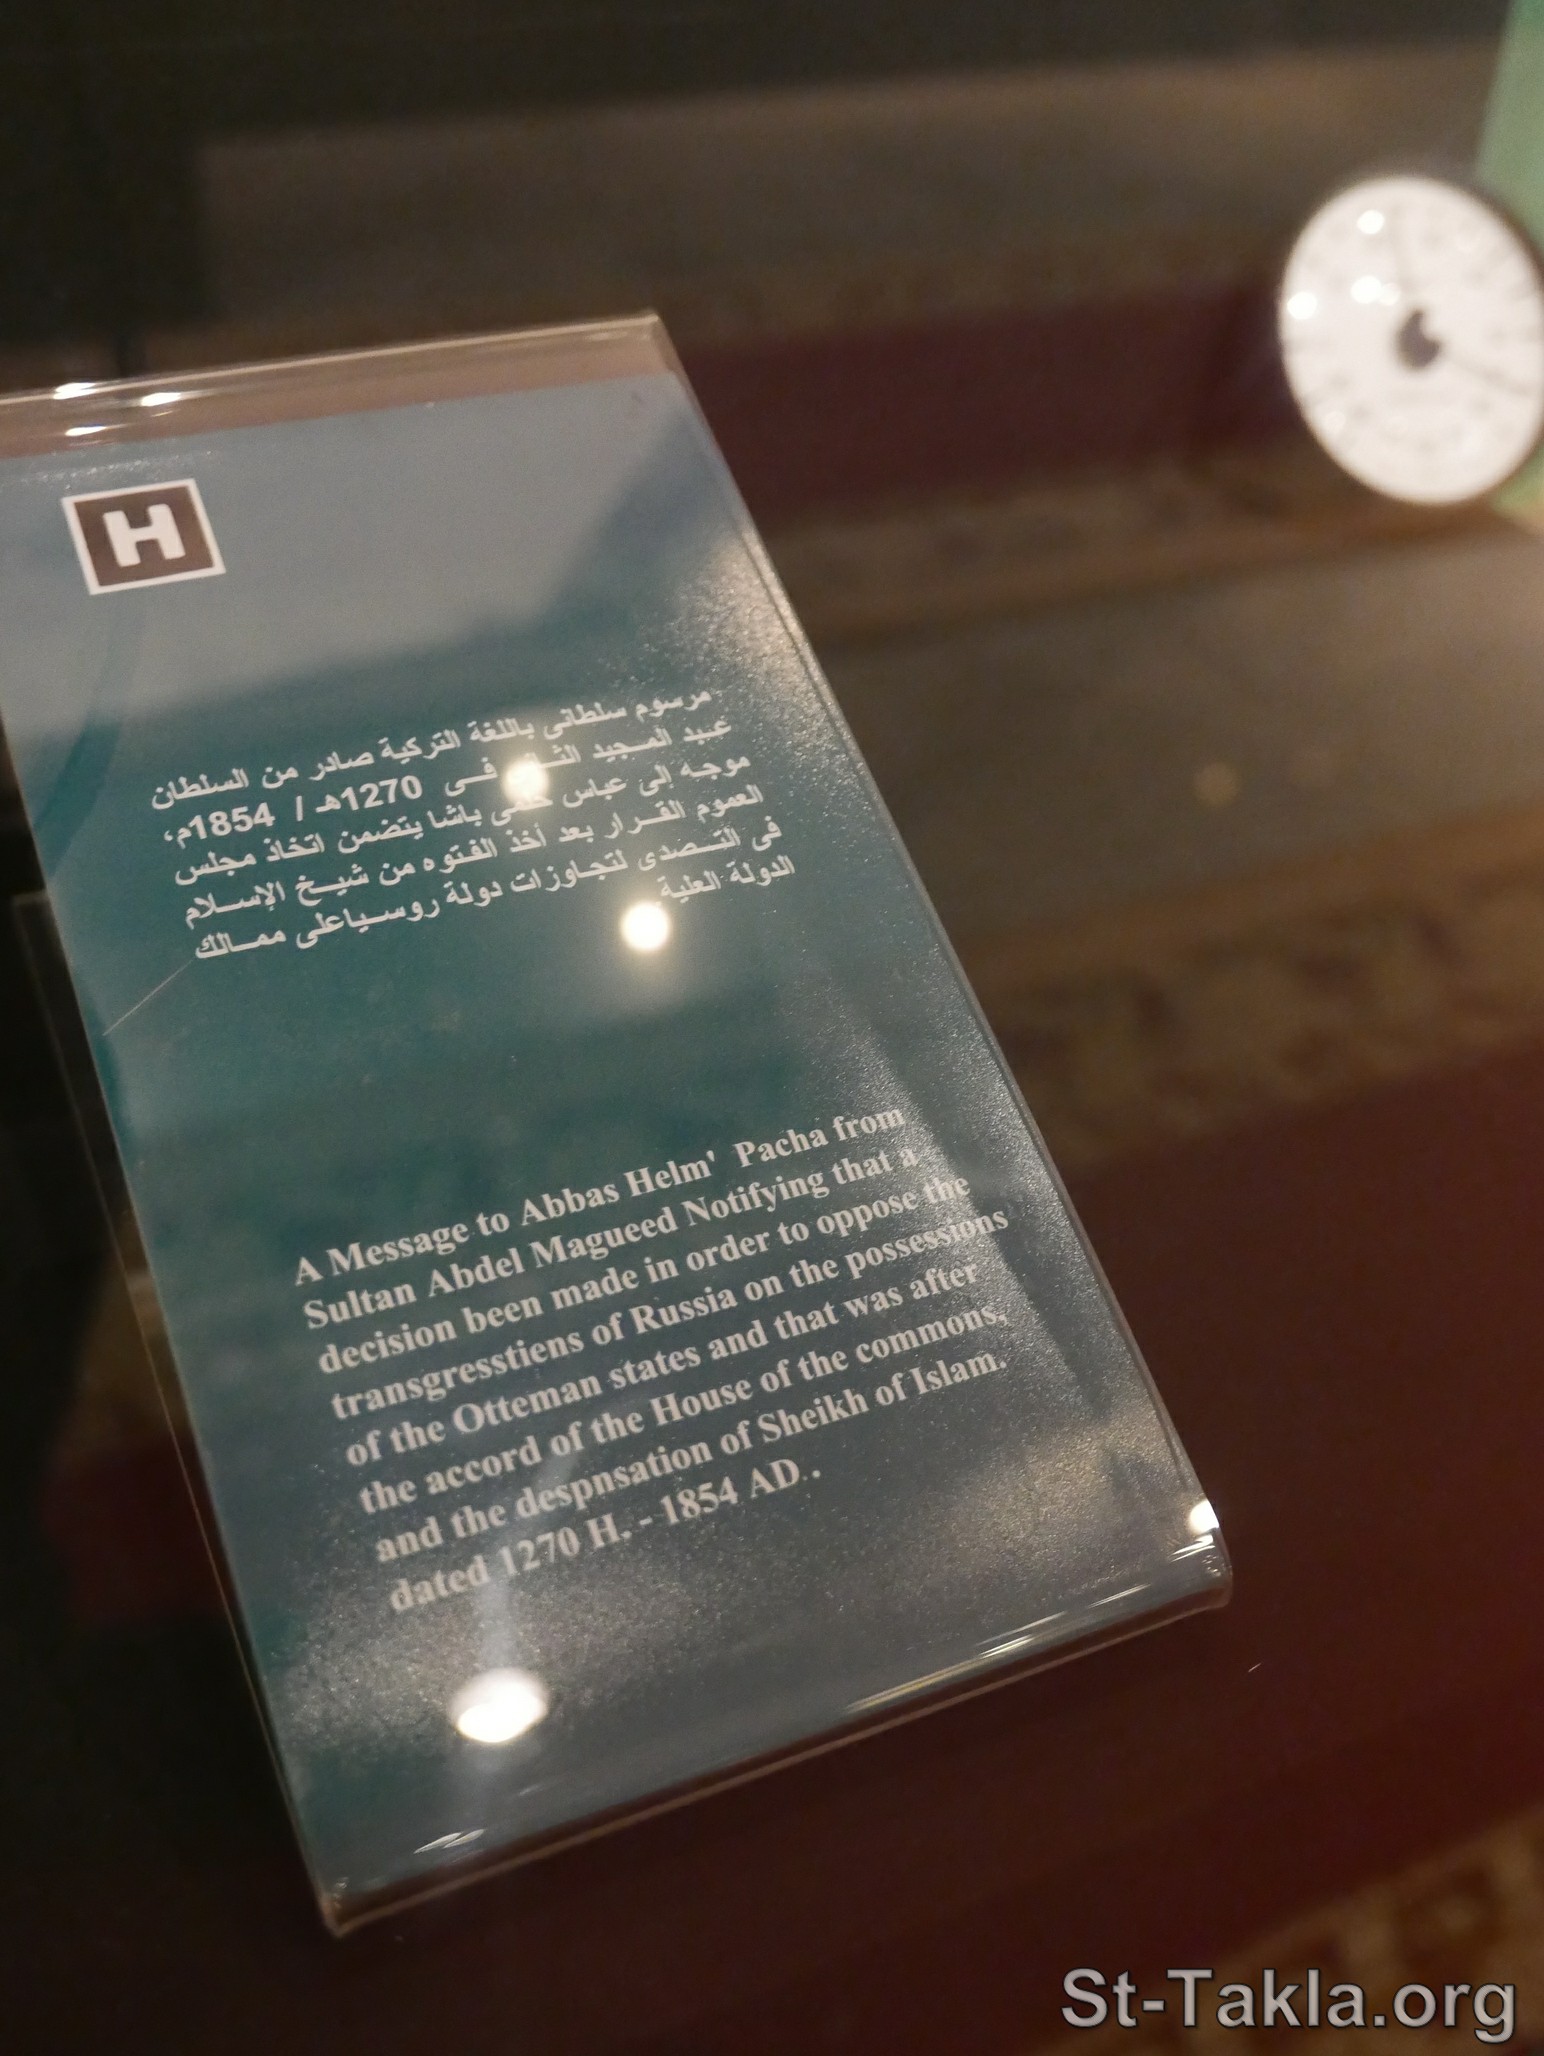 H
مرسوم سلطانى باللغة التركية صادر من السلطان
عبد المجيد فى 1270هـ / 1854م،
موجه إلى عباس باشا يتضمن اتخاذ مجلس
العموم القرار بعد أخذ الفتوه من شيخ الإسلام
فى التصدى لتجاوزات دولة روسياعلى ممالك
الدولة العلية.
A Message to Abbas Helm' Pacha from
Sultan Abdel Magueed Notifying that a
decision been made in order to oppose the
transgresstiens of Russia on the possessions
of the Otteman states and that was after
the accord of the House of the commons,
and the despnsation of Sheikh of Islam.
dated 1270 H. - 1854 AD .
St-Takla.org